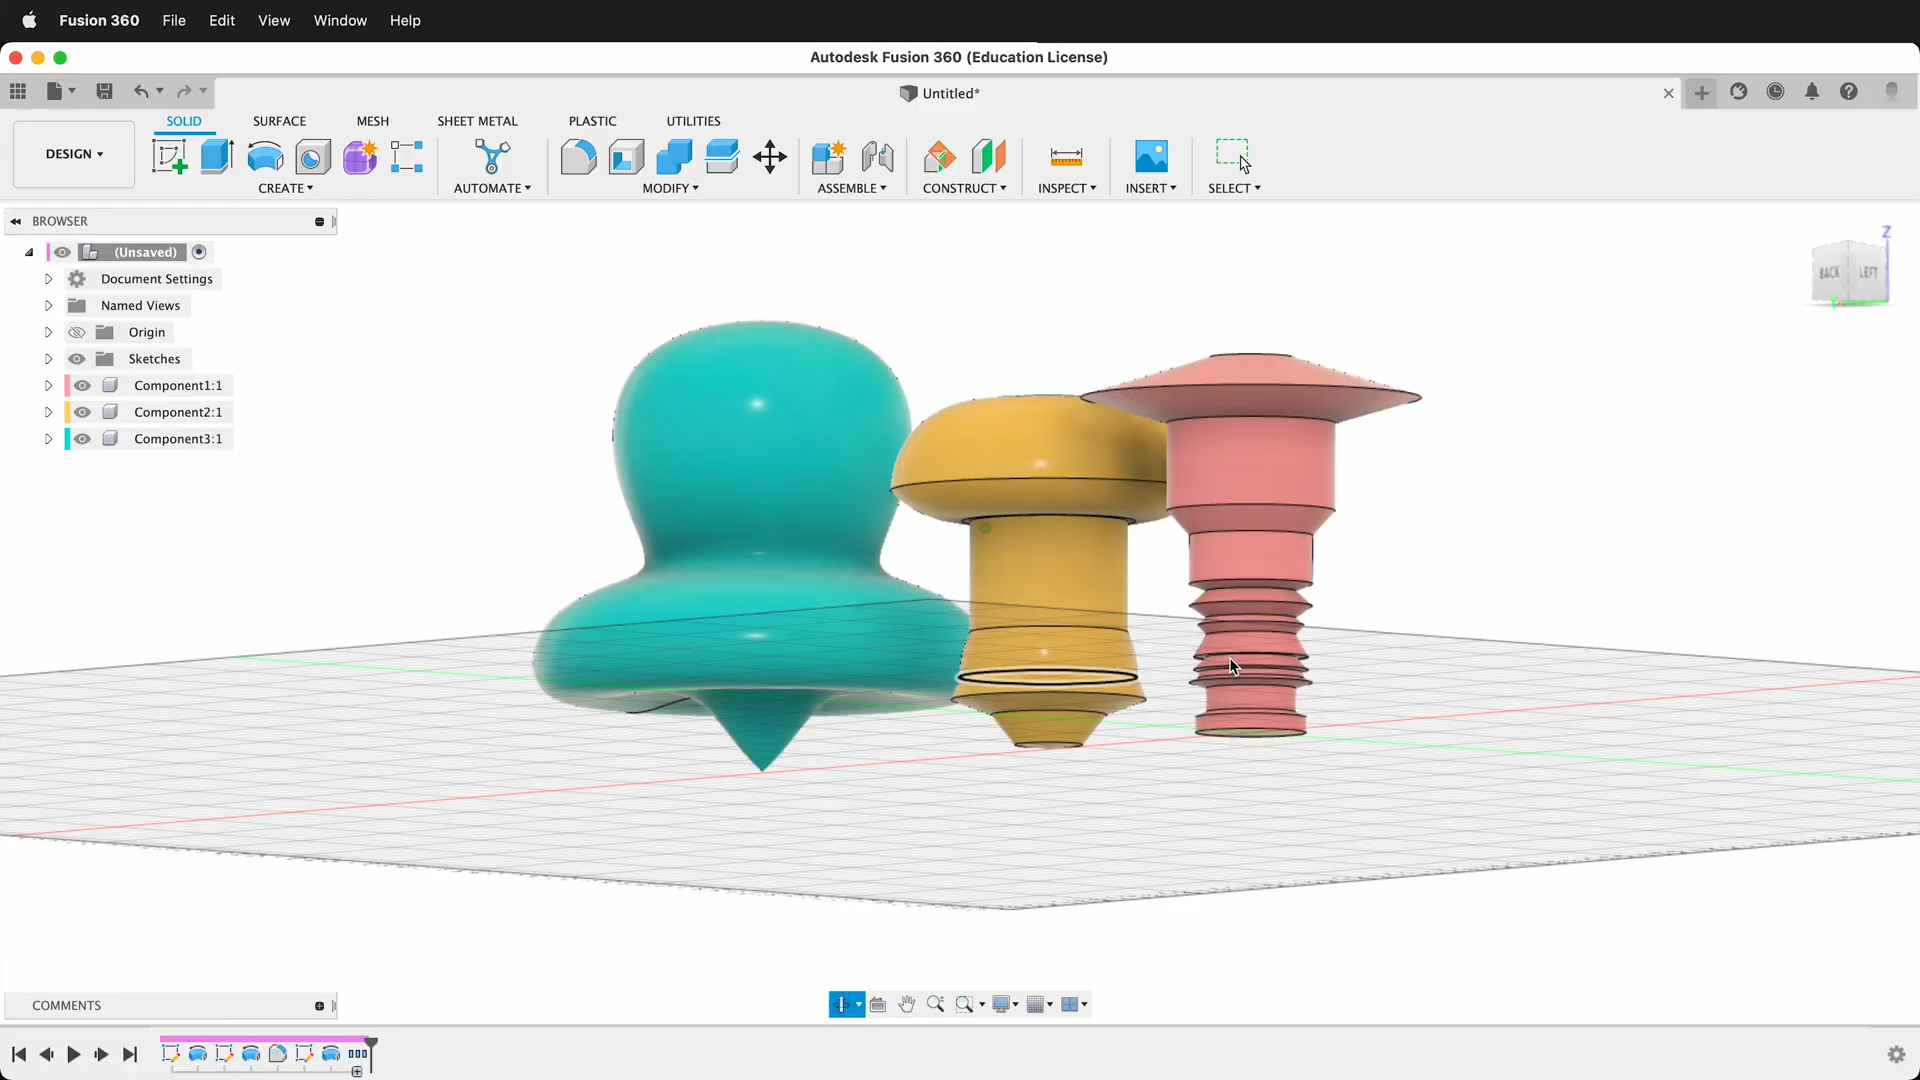 Fusion 360 File Edit View Window Help
Autodesk Fusion 360 (Education License)
Untitled*
SOLID SURFACE MESH SHEET METAL PLASTIC UTILITIES
DESIGN
CREATE AUTOMATE MODIFY ASSEMBLE CONSTRUCT INSPECT INSERT SELECT
BROWSER
(Unsaved)
Document Settings
Named Views
Origin
Sketches
Component1:1
Component2:1
Component3:1
Z
BACK LEFT
COMMENTS